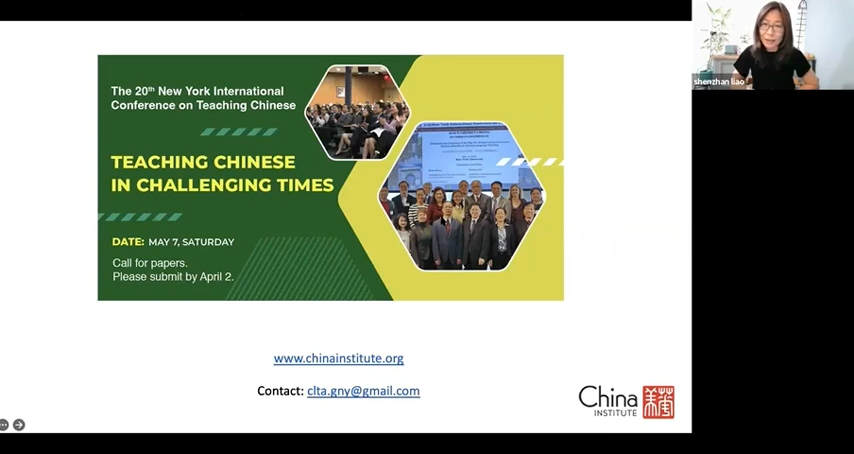 The 20th New York International
Conference on Teaching Chinese
TEACHING CHINESE
IN CHALLENGING TIMES
DATE: MAY 7, SATURDAY
Call for papers.
Please submit by April 2.
www.chinainstitute.org
Contact: clta.gny@gmail.com
China
INSTITUTE
shenzhan liao